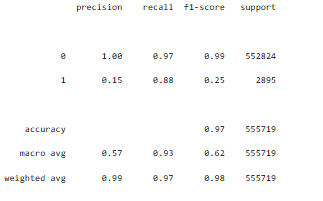 precision recall f1-score support
0 1.00 0.97 0.99 552824
1 0.15 0.88 0.25 2895
accuracy 0.97 555719
macro avg 0.57 0.93 0.62 555719
weighted avg 0.99 0.97 0.98 555719